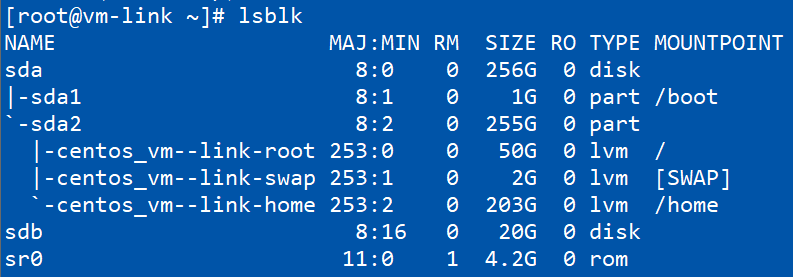 [root@vm-link ~]# lsblk
NAME                    MAJ:MIN RM  SIZE RO TYPE MOUNTPOINT
sda                       8:0    0  256G  0 disk
|-sda1                    8:1    0    1G  0 part /boot
`-sda2                    8:2    0  255G  0 part
  |-centos_vm--link-root 253:0    0   50G  0 lvm  /
  |-centos_vm--link-swap 253:1    0    2G  0 lvm  [SWAP]
  `-centos_vm--link-home 253:2    0  203G  0 lvm  /home
sdb                       8:16   0   20G  0 disk
sr0                      11:0    1  4.2G  0 rom